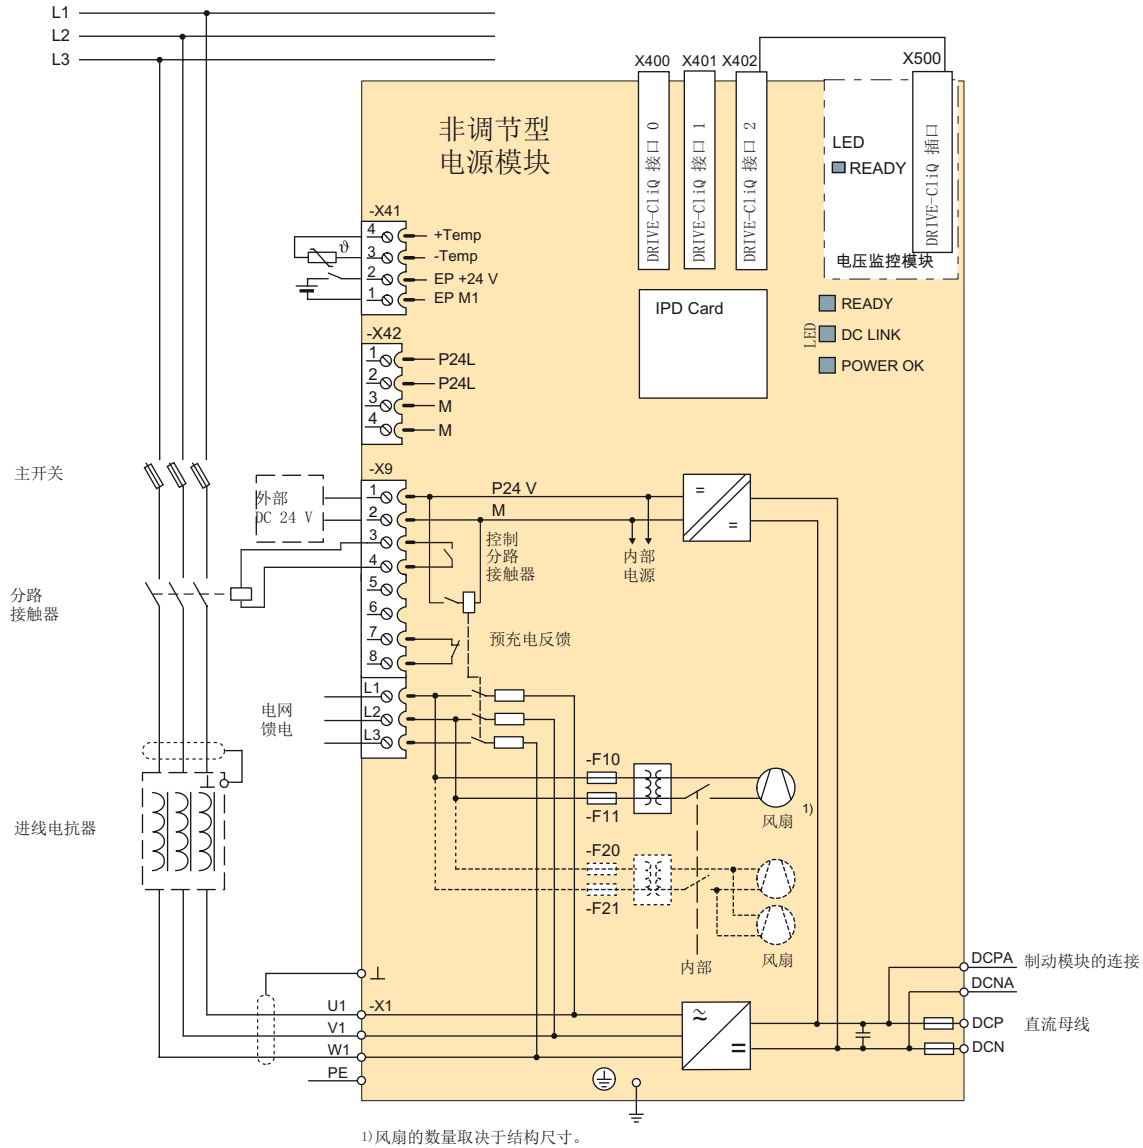 L1
L2
L3
X400
X401
X402
X500
非调节型
电源模块
DRIVE-CliQ 接口 0
DRIVE-CliQ 接口 1
DRIVE-CliQ 接口 2
DRIVE-CliQ 插口
LED
READY
电压监控模块
-X41
4
+Temp
ϑ
3
-Temp
2
EP +24 V
1
EP M1
IPD Card
LED
READY
DC LINK
POWER OK
-X42
1
P24L
2
P24L
3
M
4
M
主开关
-X9
外部
DC 24 V
1
P24 V
2
M
3
4
5
6
7
8
=
=
控制
分路
接触器
内部
电源
分路
接触器
预充电反馈
电网
馈电
L1
L2
L3
-F10
-F11
风扇
1)
进线电抗器
-F20
-F21
内部
风扇
DCPA
制动模块的连接
DCNA
U1
-X1
V1
W1
PE
≈
=
DCP
直流母线
DCN
1)风扇的数量取决于结构尺寸。